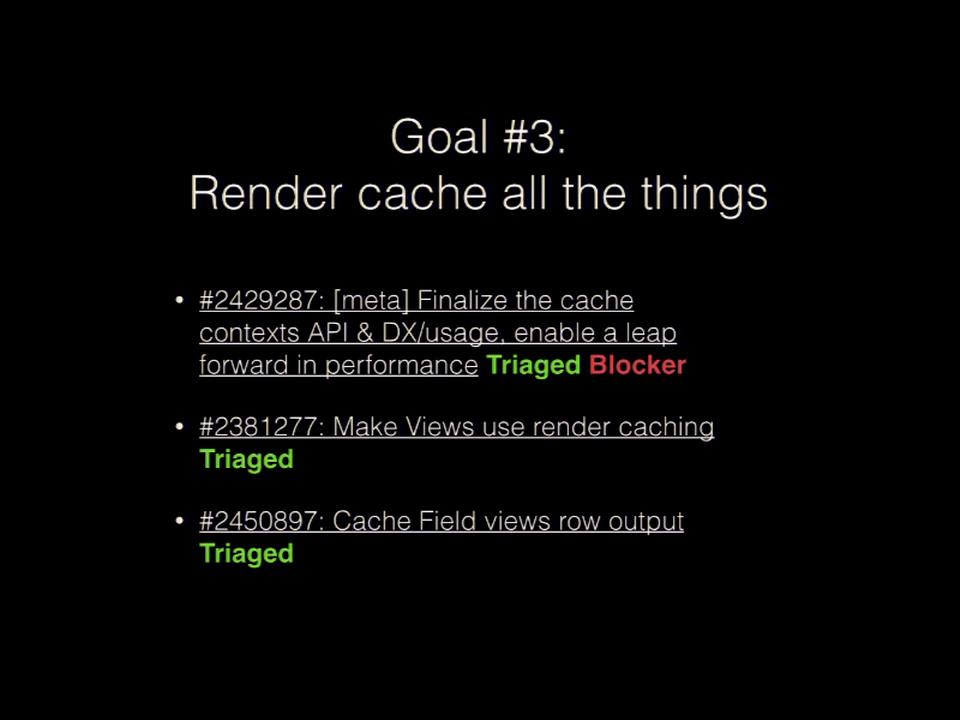 Goal #3:
Render cache all the things
• #2429287: [meta] Finalize the cache
contexts API & DX/usage, enable a leap
forward in performance Triaged Blocker
• #2381277: Make Views use render caching
Triaged
• #2450897: Cache Field views row output
Triaged